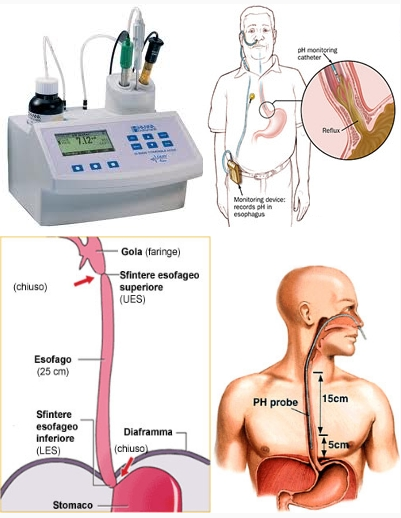 HANNA
7.12
pH monitoring
catheter
Reflux
Monitoring device:
records pH in
esophagus
Gola (faringe)
(chiuso)
Sfintere esofageo
superiore
(UES)
Esofago
(25 cm)
Sfintere
esofageo
inferiore
(LES)
Diaframma
(chiuso)
Stomaco
PH probe
15cm
5cm